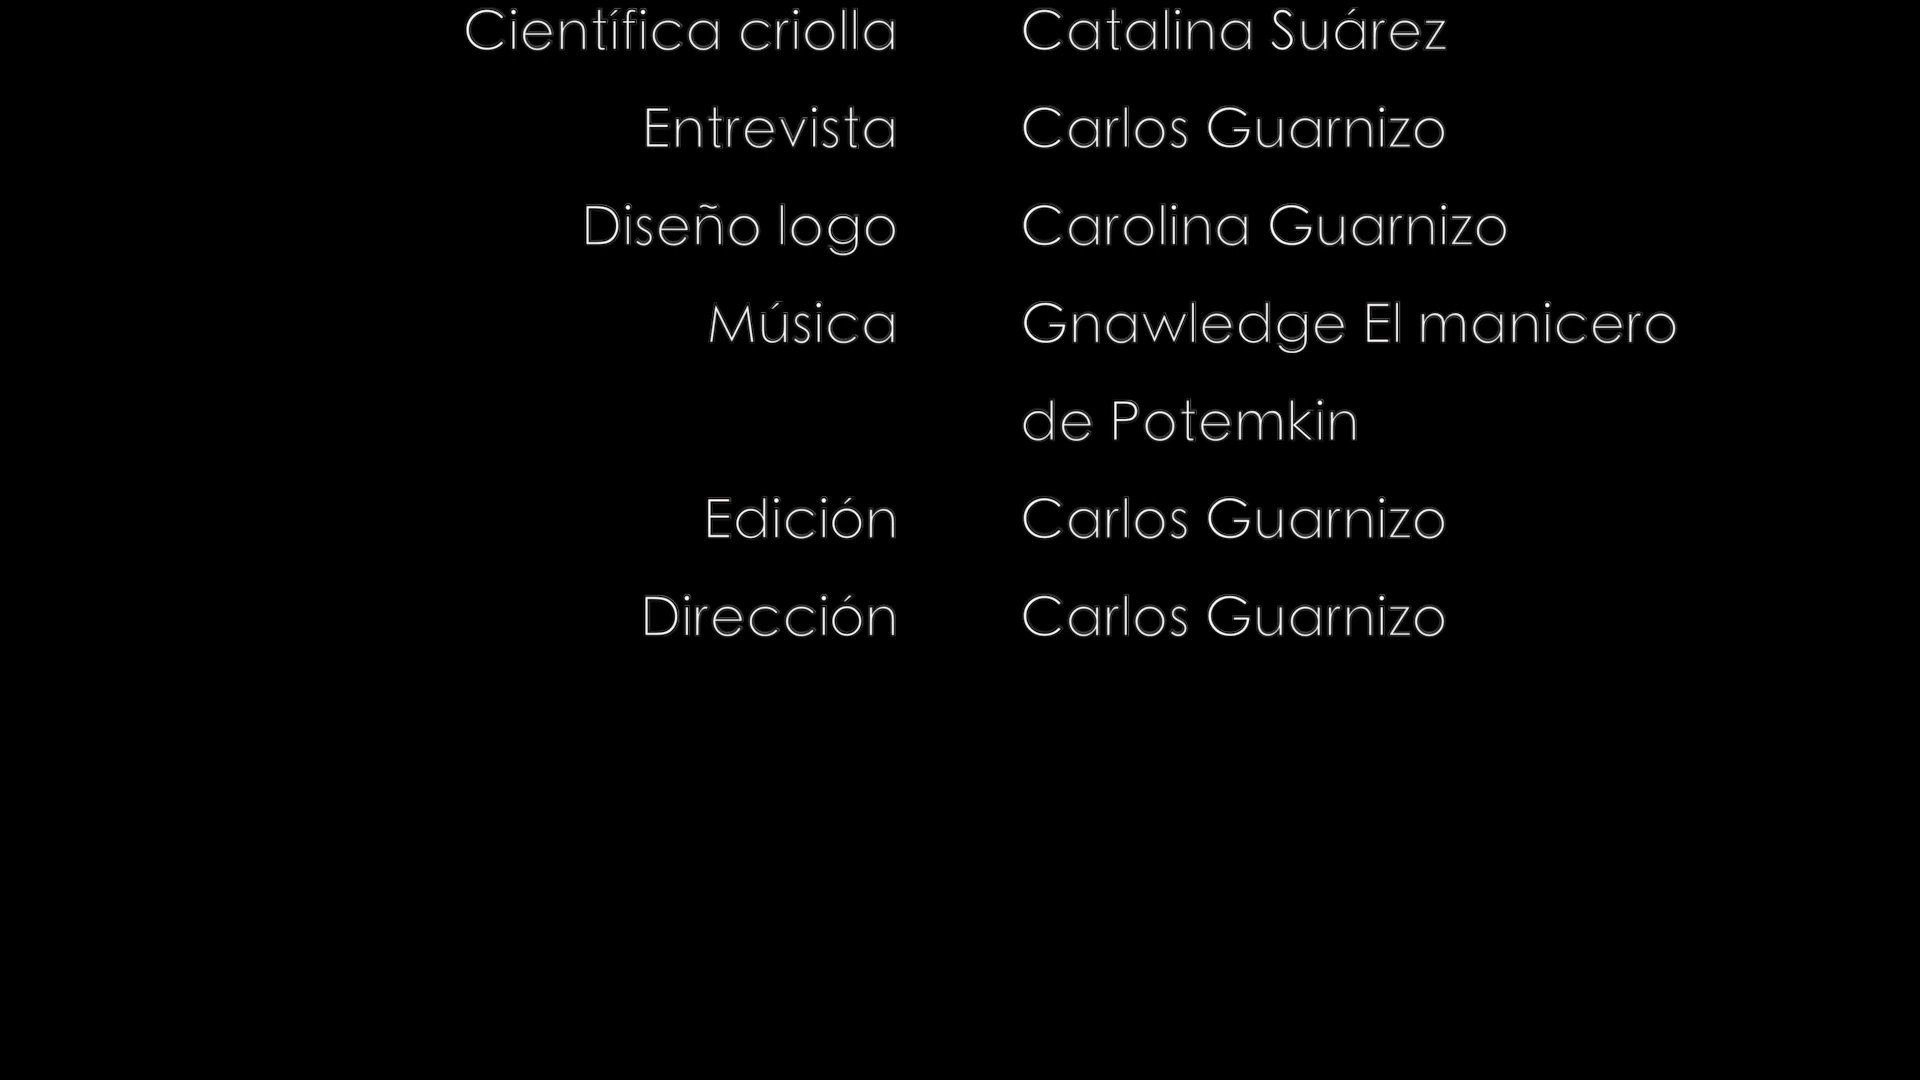 Científica criolla Catalina Suárez
Entrevista Carlos Guarnizo
Diseño logo Carolina Guarnizo
Música Gnawledge El manicero
de Potemkin
Edición Carlos Guarnizo
Dirección Carlos Guarnizo